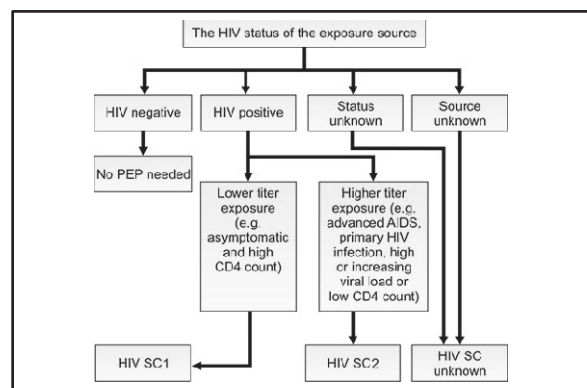 The HIV status of the exposure source
HIV negative
HIV positive
Status
unknown
Source
unknown
No PEP needed
Lower titer
exposure
(e.g.
asymptomatic
and high
CD4 count)
Higher titer
exposure (e.g.
advanced AIDS,
primary HIV
infection, high
or increasing
viral load or
low CD4 count)
HIV SC1
HIV SC2
HIV SC
unknown